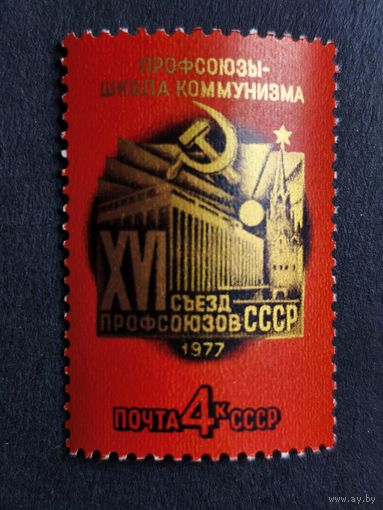 ПРОФСОЮЗЫ-
ШКОЛА КОММУНИЗМА
XVI СЪЕЗД
ПРОФСОЮЗОВ СССР
1977
ПОЧТА 4К СССР
www.ay.by